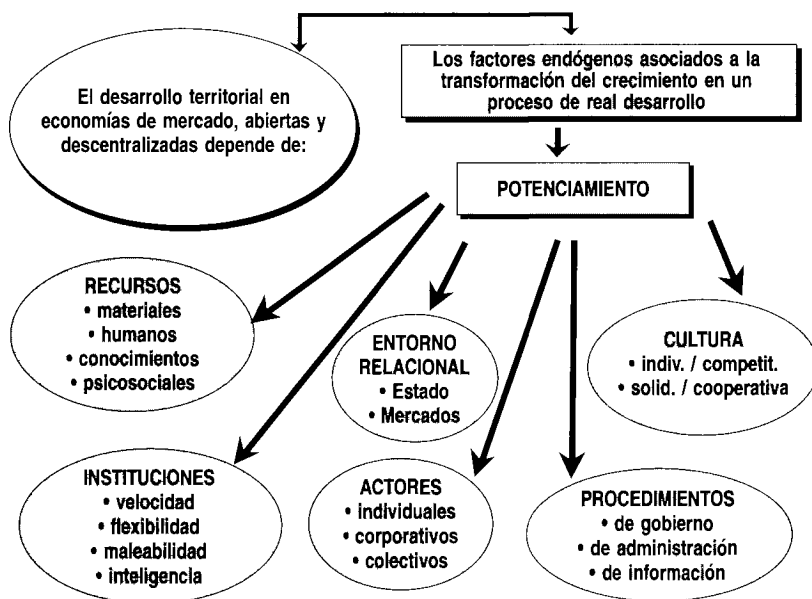 El desarrollo territorial en
economías de mercado, abiertas y
descentralizadas depende de:
Los factores endógenos asociados a la
transformación del crecimiento en un
proceso de real desarrollo
POTENCIAMIENTO
RECURSOS
• materiales
• humanos
• conocimientos
• psicosociales
ENTORNO
RELACIONAL
• Estado
• Mercados
CULTURA
• indiv. / competit.
• solid. / cooperativa
INSTITUCIONES
• velocidad
• flexibilidad
• maleabilidad
• inteligencia
ACTORES
• individuales
• corporativos
• colectivos
PROCEDIMIENTOS
• de gobierno
• de administración
• de información